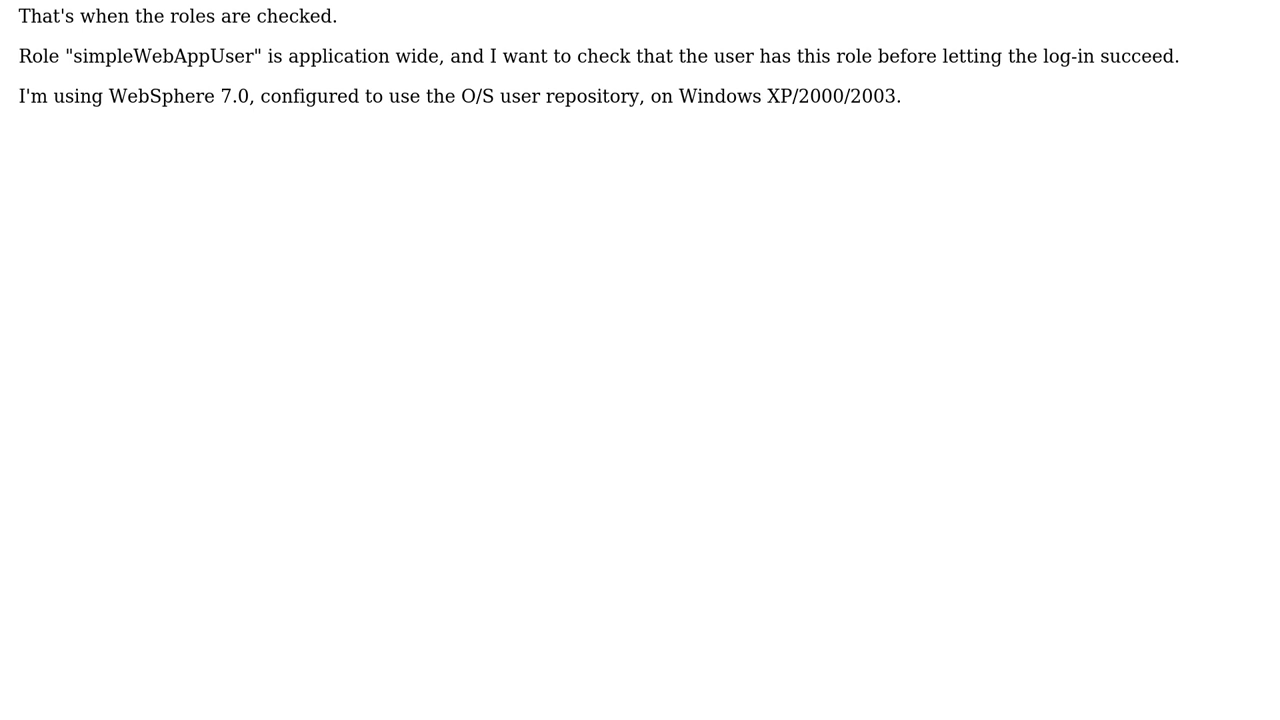 That's when the roles are checked.
Role "simpleWebAppUser" is application wide, and I want to check that the user has this role before letting the log-in succeed.
I'm using WebSphere 7.0, configured to use the O/S user repository, on Windows XP/2000/2003.